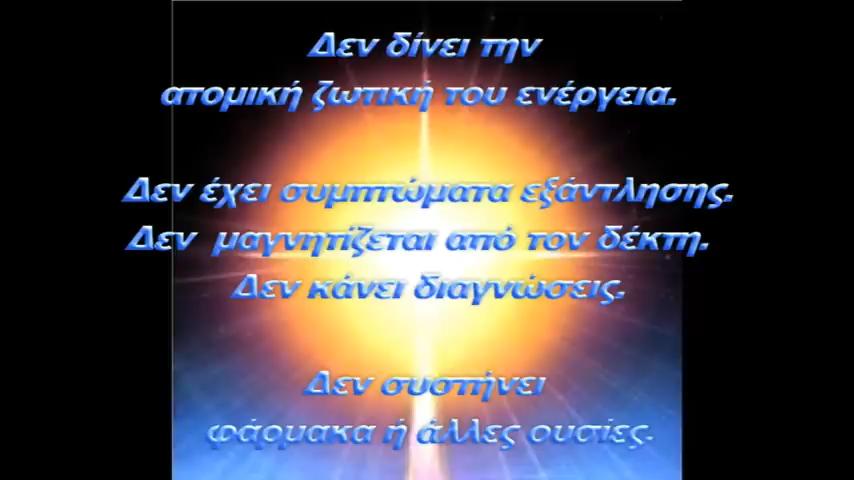 Δεν δίνει την
ατομική ζωτική του ενέργεια.
Δεν έχει συμπτώματα εξάντλησης.
Δεν μαγνητίζεται από τον δέκτη.
Δεν κάνει διαγνώσεις.
Δεν συστήνει
φάρμακα ή άλλες ουσίες.